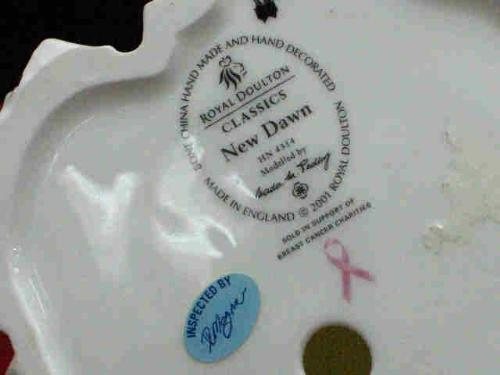 BONE CHINA HAND MADE AND HAND DECORATED
ROYAL DOULTON
CLASSICS
New Dawn
HN 4314
Modelled by
MADE IN ENGLAND © 2001 ROYAL DOULTON
SOLD IN SUPPORT OF
BREAST CANCER CHARITIES
INSPECTED BY